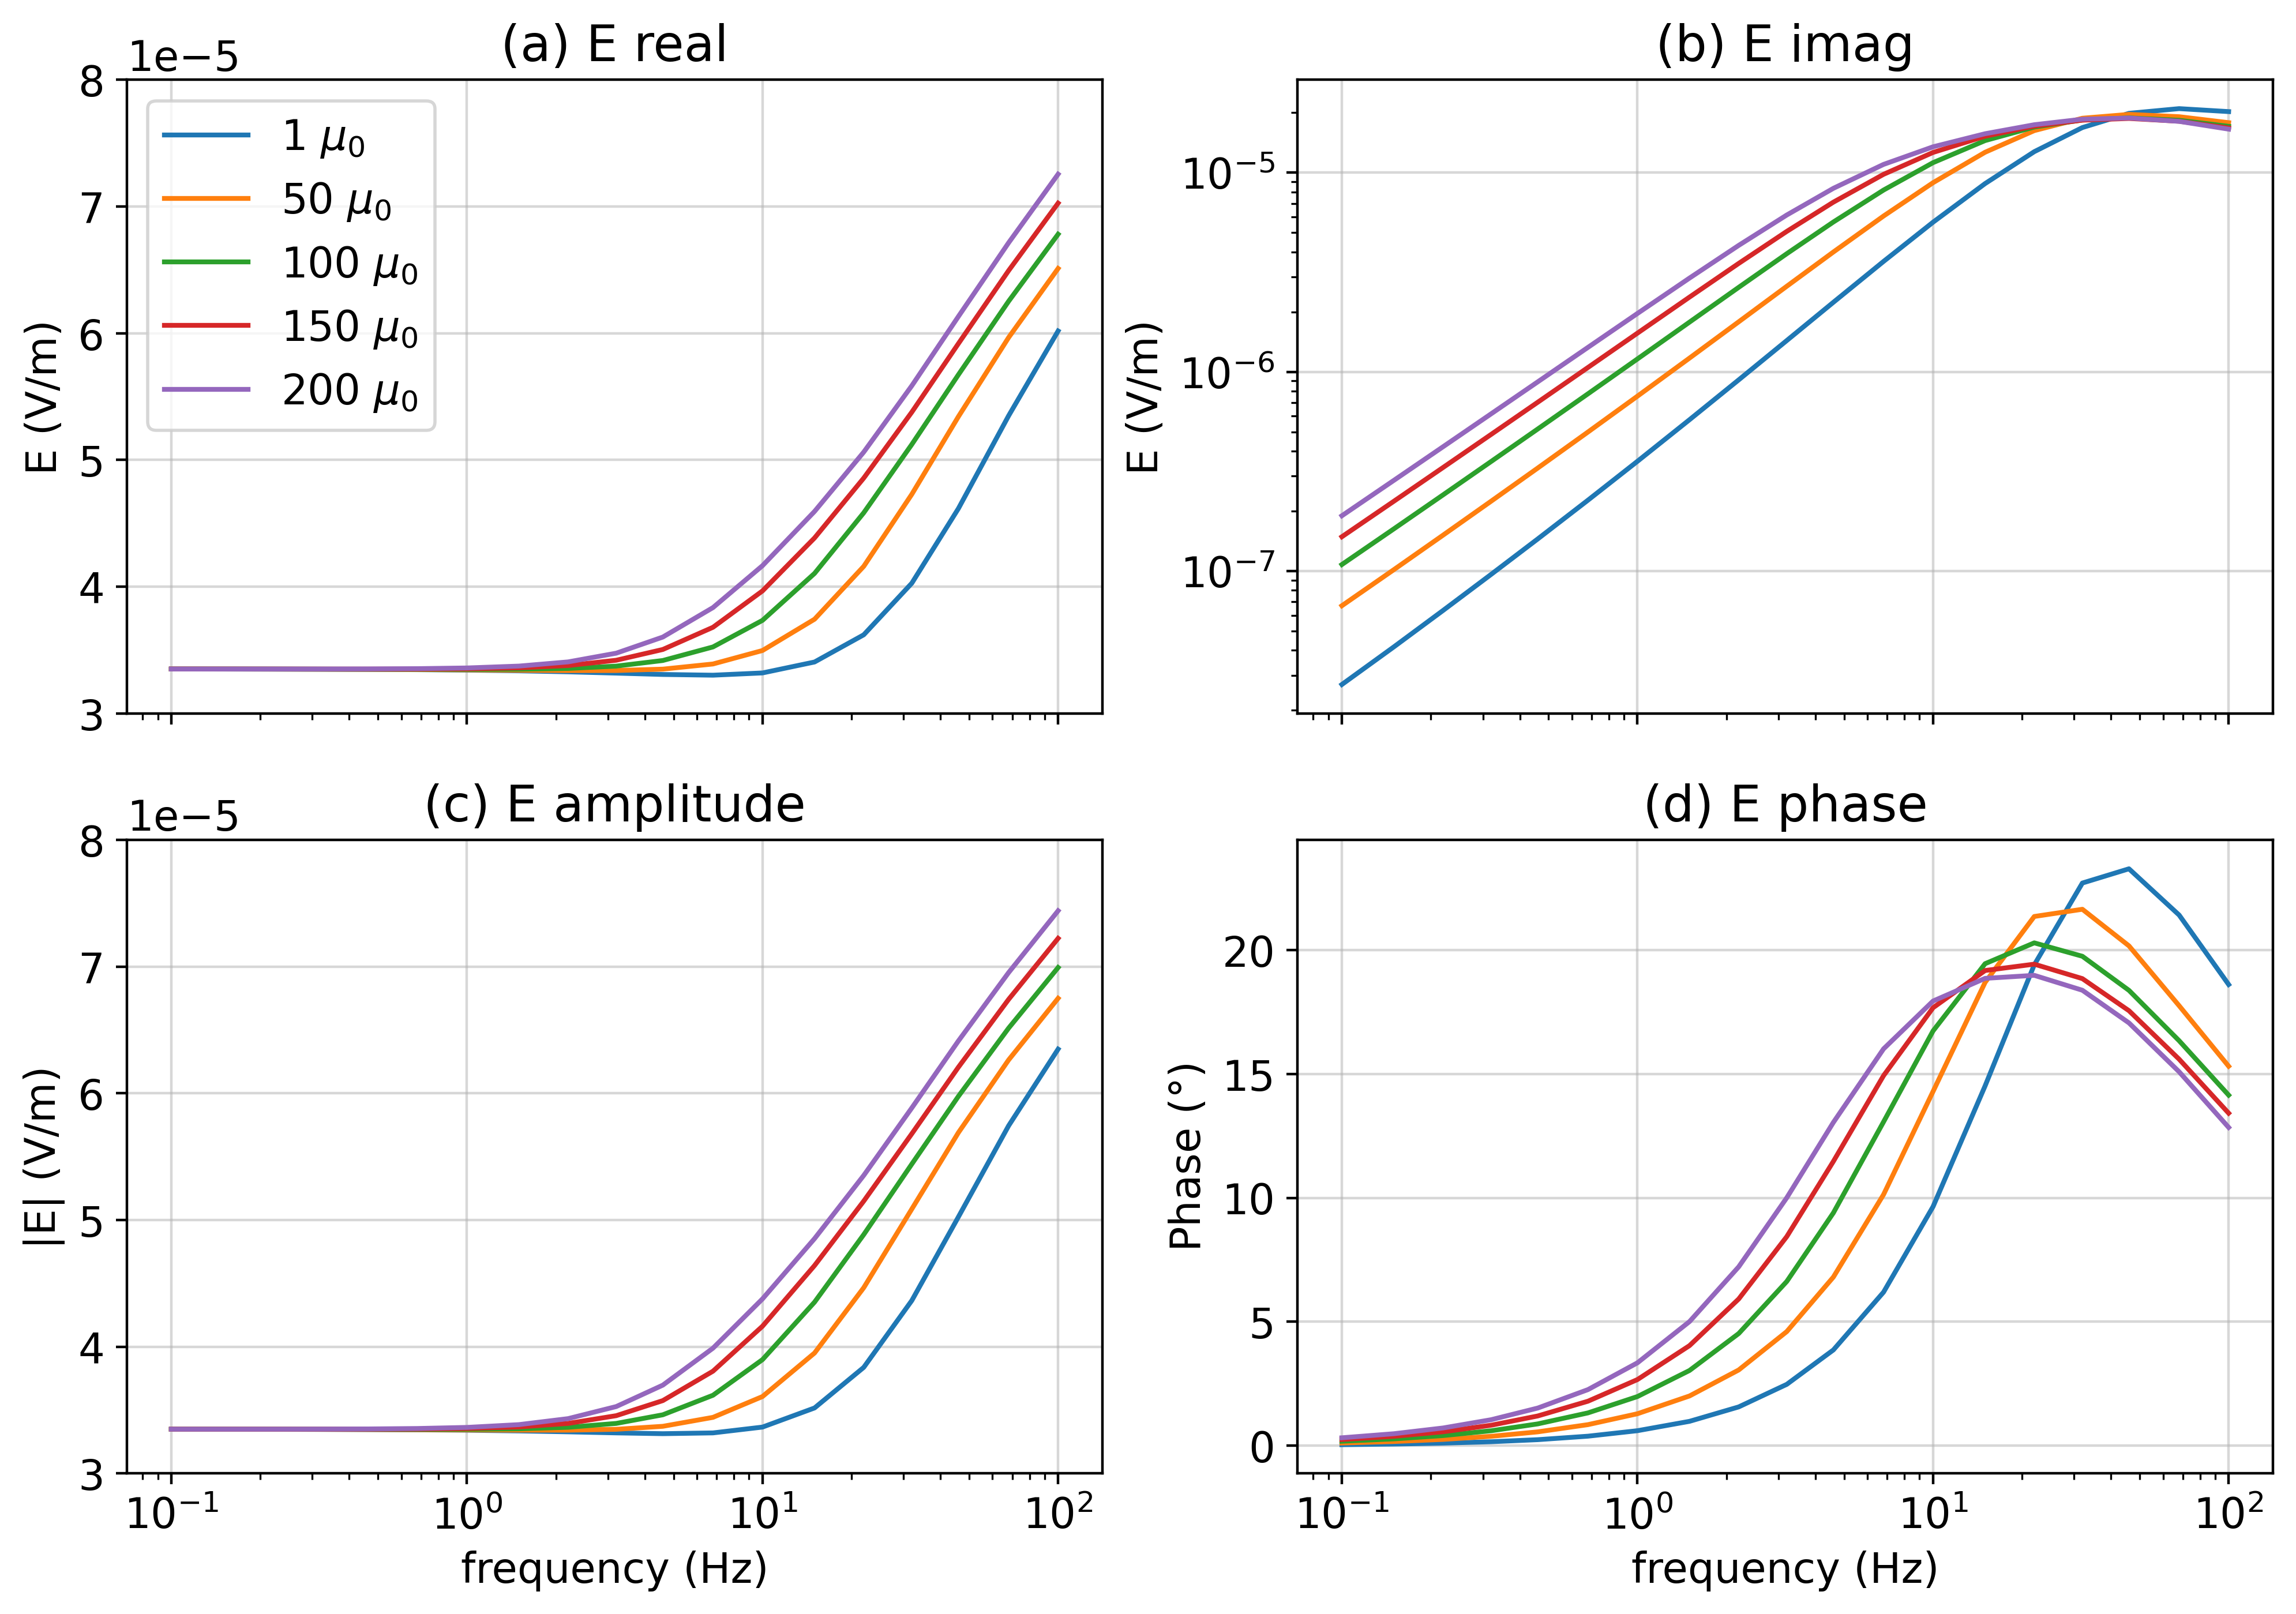 (a) E real
1e−5
8
7
6
5
4
3
E (V/m)
1 μ₀
50 μ₀
100 μ₀
150 μ₀
200 μ₀
(b) E imag
10⁻⁵
10⁻⁶
10⁻⁷
E (V/m)
(c) E amplitude
1e−5
8
7
6
5
4
3
|E| (V/m)
10⁻¹ 10⁰ 10¹ 10²
frequency (Hz)
(d) E phase
20
15
10
5
0
Phase (°)
10⁻¹ 10⁰ 10¹ 10²
frequency (Hz)